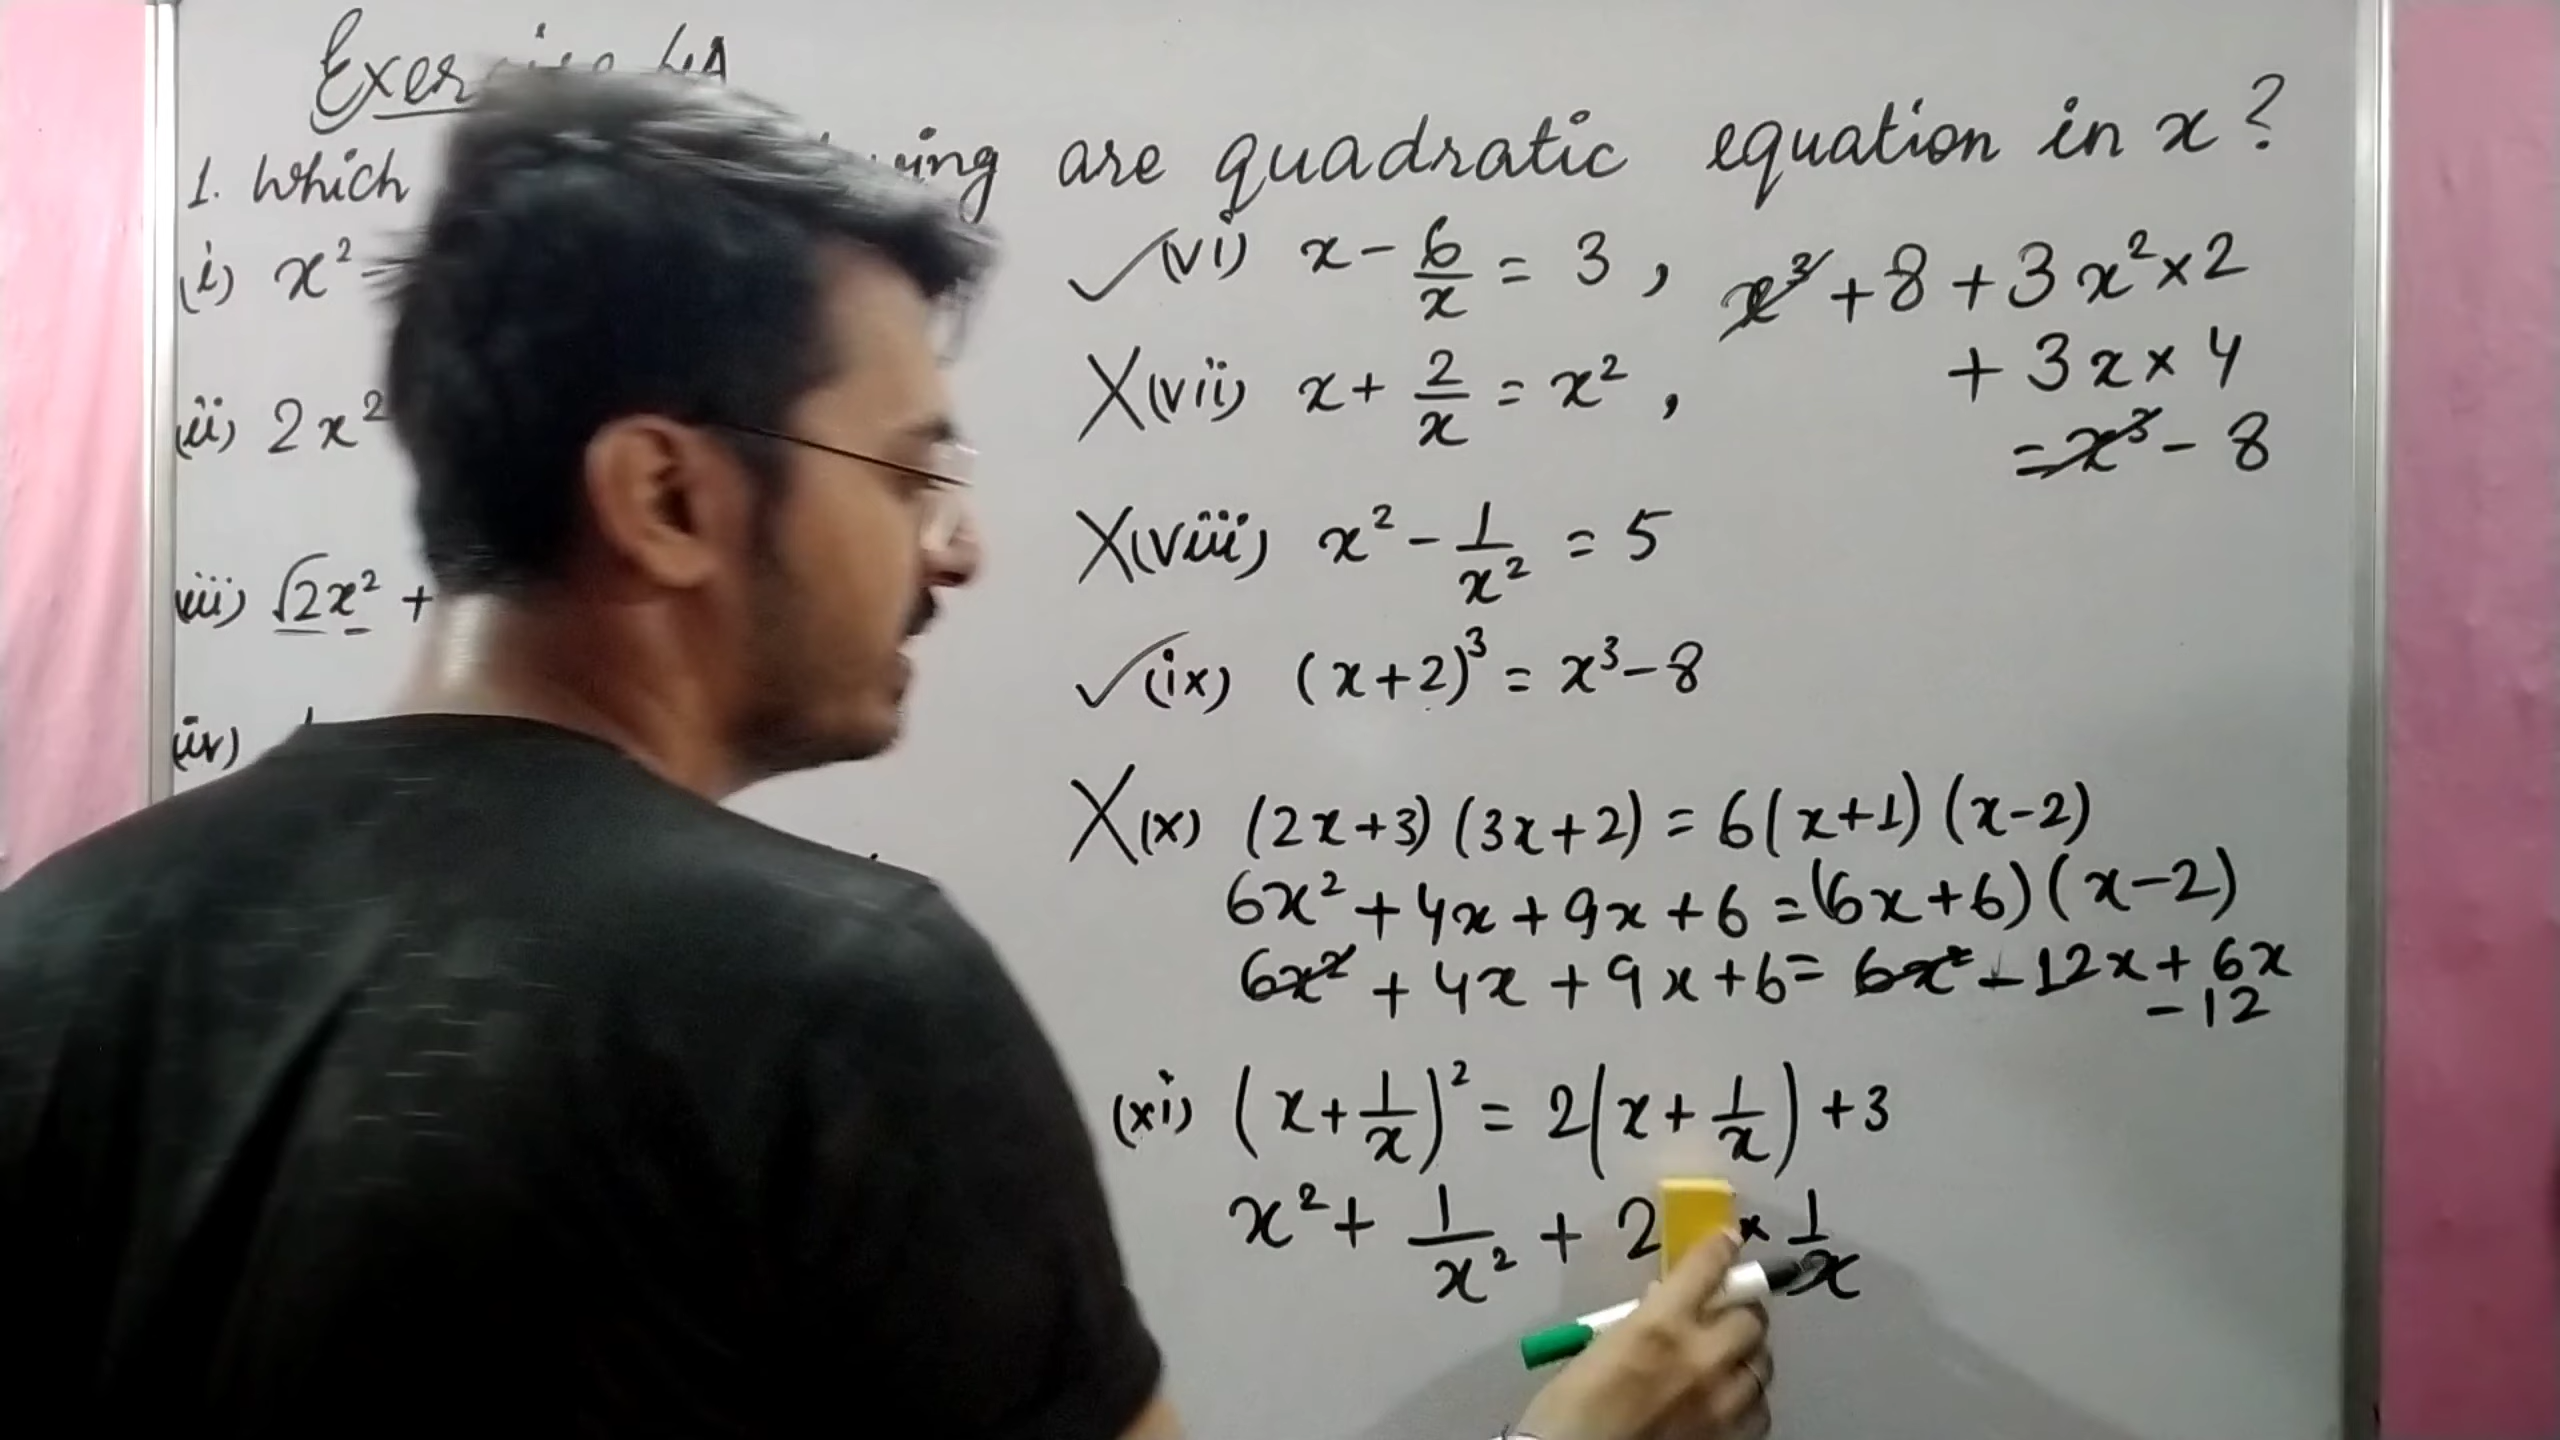 Exercise 4A
1. Which are quadratic equation in x?
(i) x² =
(ii) 2x²
(iii) √2x² +
(iv)
✓(vi) x - 6/x = 3, x³ + 8 + 3x² × 2
+ 3x × 4
= x³ - 8
X(vii) x + 2/x = x²,
X(viii) x² - 1/x² = 5
✓(ix) (x+2)³ = x³ - 8
X(x) (2x+3)(3x+2) = 6(x+1)(x-2)
6x² + 4x + 9x + 6 = (6x+6)(x-2)
6x² + 4x + 9x + 6 = 6x² - 12x + 6x
- 12
(xi) (x + 1/x)² = 2(x + 1/x) + 3
x² + 1/x² + 2 × 1/x